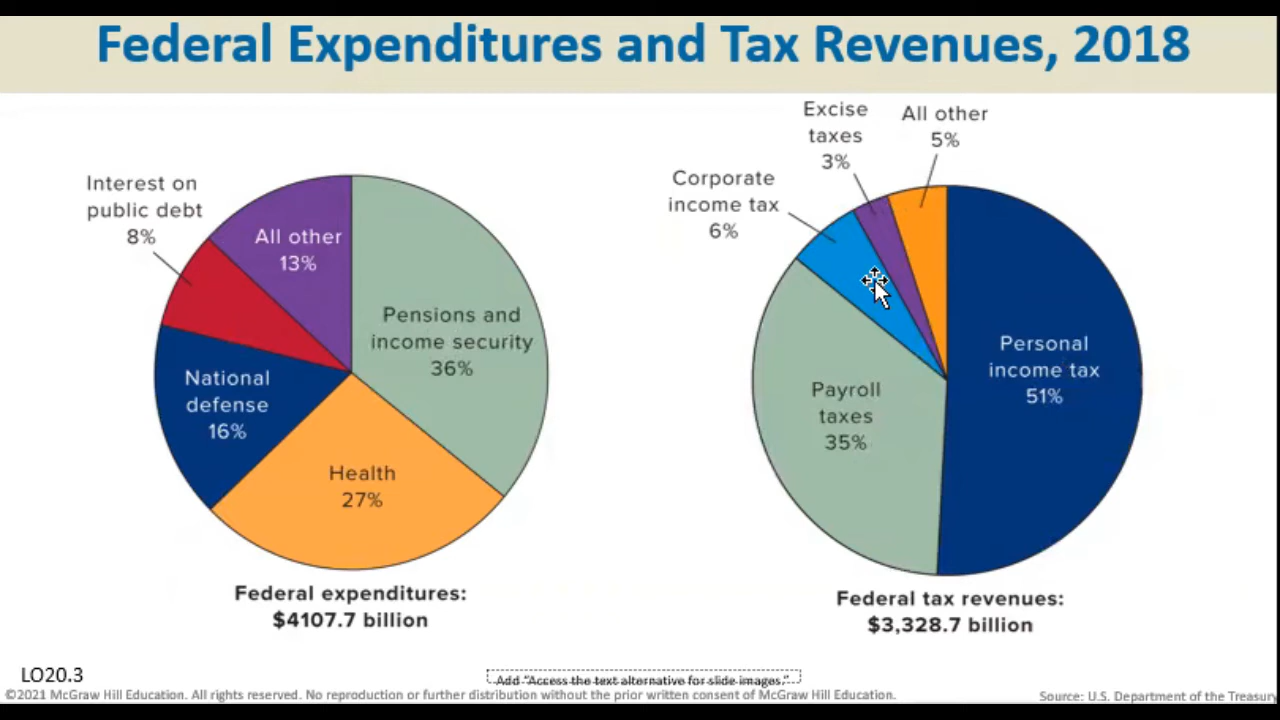 Federal Expenditures and Tax Revenues, 2018
Interest on
public debt
8%
All other
13%
Pensions and
income security
36%
National
defense
16%
Health
27%
Federal expenditures:
$4107.7 billion
Excise
taxes
3%
All other
5%
Corporate
income tax
6%
Personal
income tax
51%
Payroll
taxes
35%
Federal tax revenues:
$3,328.7 billion
LO20.3
Add "Access the text alternative for slide images."
©2021 McGraw Hill Education. All rights reserved. No reproduction or further distribution without the prior written consent of McGraw Hill Education.
Source: U.S. Department of the Treasury